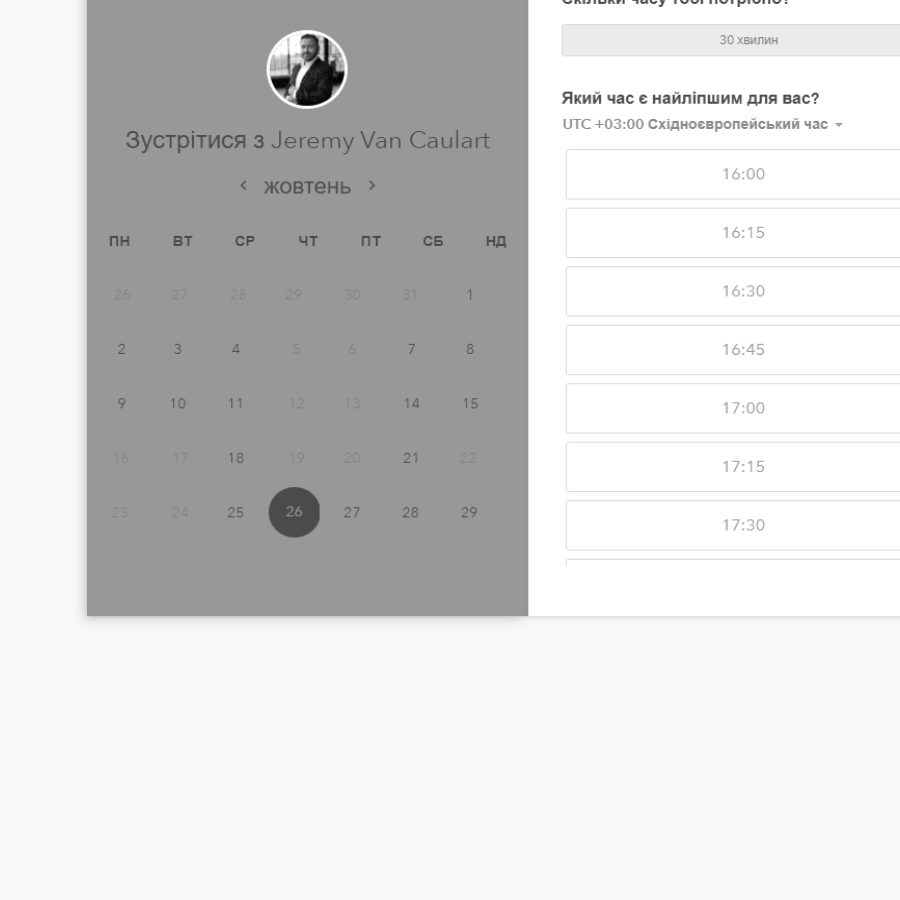 Скільки часу тобі потрібно?
30 хвилин
Який час є найліпшим для вас?
UTC +03:00 Східноєвропейський час
16:00
16:15
16:30
16:45
17:00
17:15
17:30
Зустрітися з Jeremy Van Caulart
жовтень
ПН ВТ СР ЧТ ПТ СБ НД
26 27 28 29 30 31 1
2 3 4 5 6 7 8
9 10 11 12 13 14 15
16 17 18 19 20 21 22
23 24 25 26 27 28 29